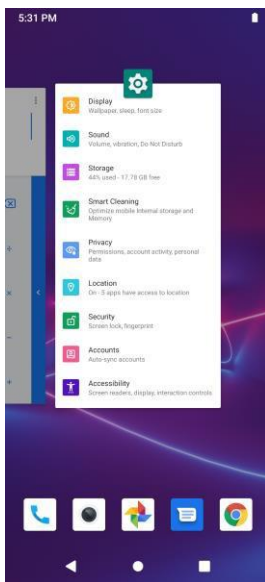 5:31 PM
Display
Wallpaper, sleep, font size
Sound
Volume, vibration, Do Not Disturb
Storage
44% used - 17.78 GB free
Smart Cleaning
Optimize mobile Internal storage and
Memory
Privacy
Permissions, account activity, personal
data
Location
On - 5 apps have access to location
Security
Screen lock, fingerprint
Accounts
Auto-sync accounts
Accessibility
Screen readers, display, interaction controls